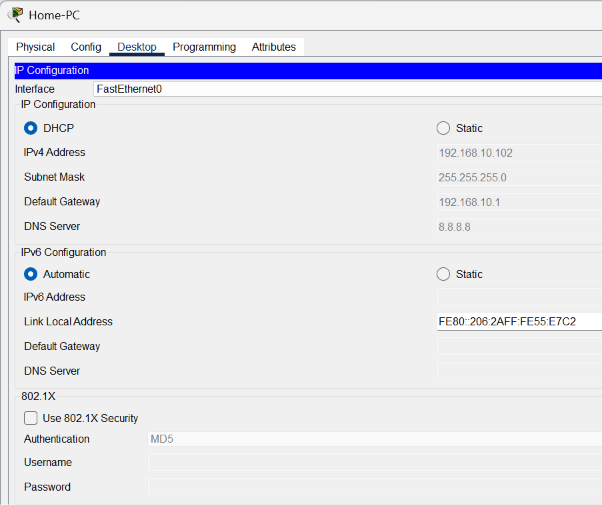 Home-PC
Physical Config Desktop Programming Attributes
IP Configuration
Interface FastEthernet0
IP Configuration
DHCP Static
IPv4 Address 192.168.10.102
Subnet Mask 255.255.255.0
Default Gateway 192.168.10.1
DNS Server 8.8.8.8
IPv6 Configuration
Automatic Static
IPv6 Address
Link Local Address FE80::206:2AFF:FE55:E7C2
Default Gateway
DNS Server
802.1X
Use 802.1X Security
Authentication MD5
Username
Password